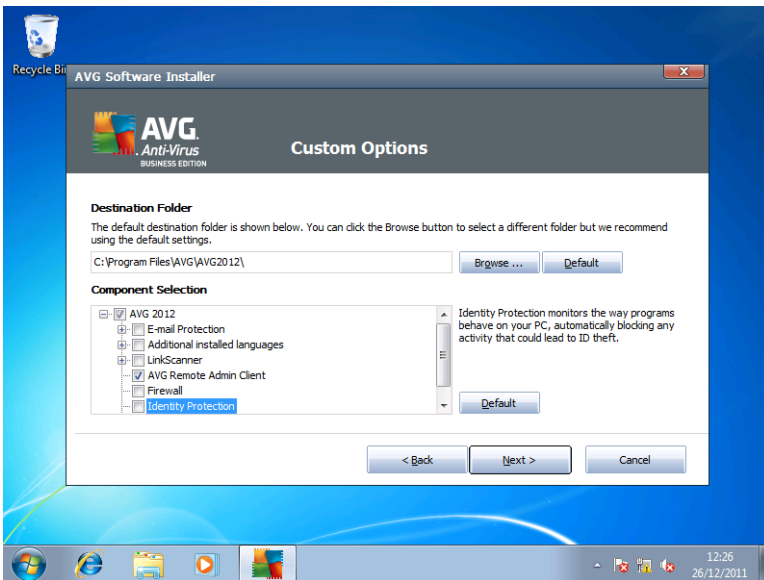 Recycle Bin
AVG Software Installer
AVG.
Anti-Virus
BUSINESS EDITION
Custom Options
Destination Folder
The default destination folder is shown below. You can click the Browse button to select a different folder but we recommend
using the default settings.
C:\Program Files\AVG\AVG2012\
Browse ...
Default
Component Selection
AVG 2012
E-mail Protection
Additional installed languages
LinkScanner
AVG Remote Admin Client
Firewall
Identity Protection
Identity Protection monitors the way programs
behave on your PC, automatically blocking any
activity that could lead to ID theft.
Default
< Back
Next >
Cancel
12:26
26/12/2011